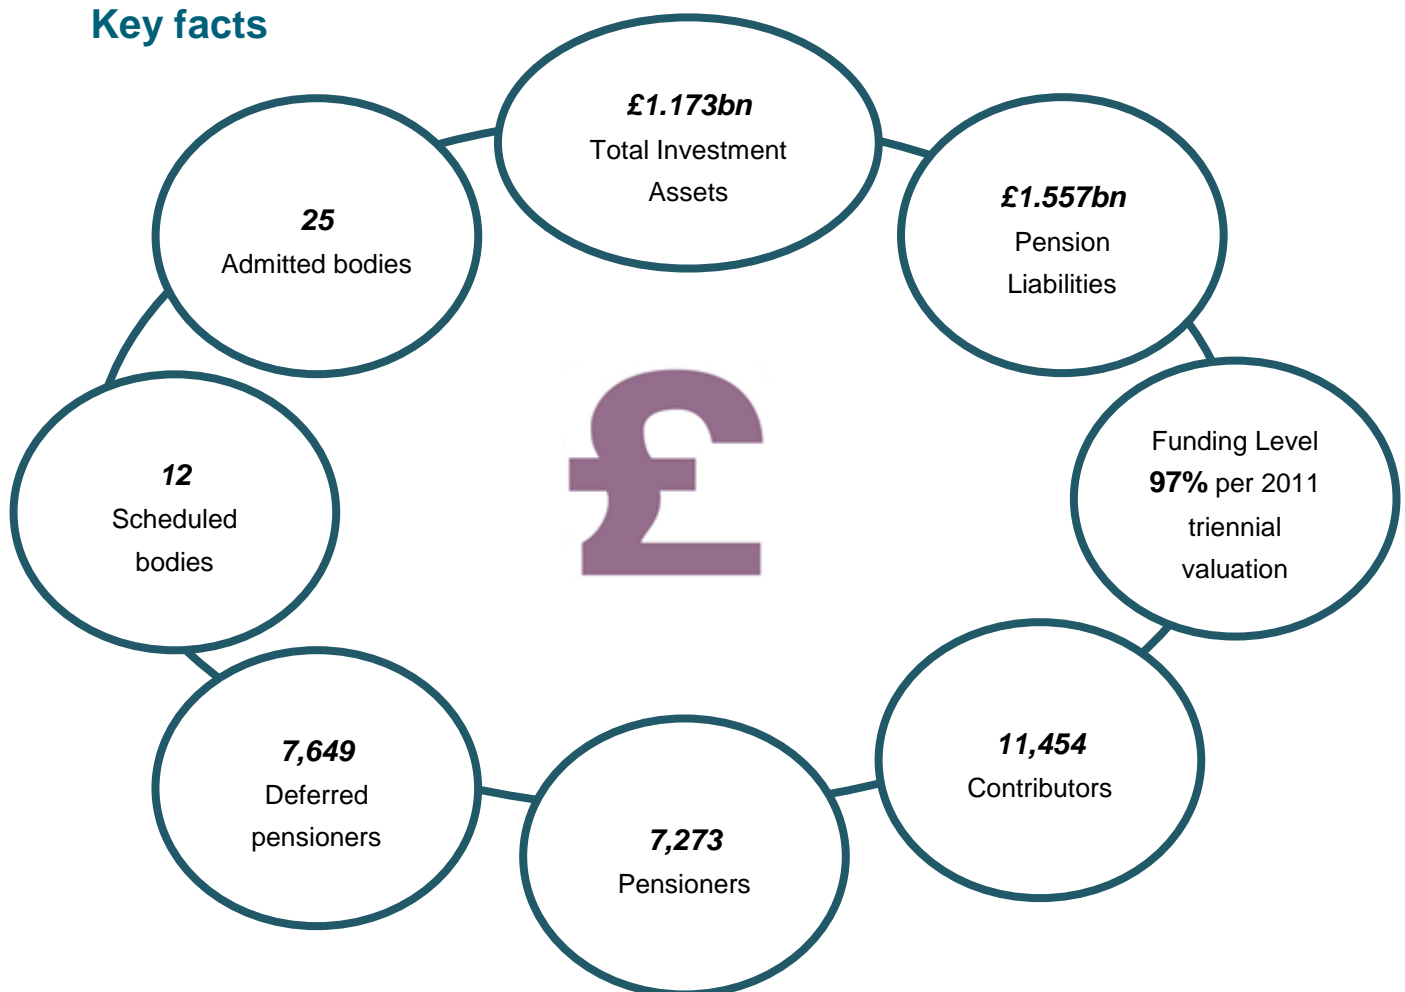 Key facts
£1.173bn
Total Investment
Assets
£1.557bn
Pension
Liabilities
Funding Level
97% per 2011
triennial
valuation
11,454
Contributors
7,273
Pensioners
7,649
Deferred
pensioners
12
Scheduled
bodies
25
Admitted bodies
£